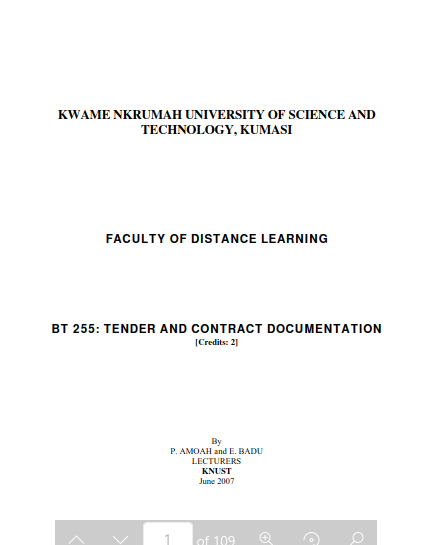 KWAME NKRUMAH UNIVERSITY OF SCIENCE AND
TECHNOLOGY, KUMASI
FACULTY OF DISTANCE LEARNING
BT 255: TENDER AND CONTRACT DOCUMENTATION
[Credits: 2]
By
P. AMOAH and E. BADU
LECTURERS
KNUST
June 2007
1 of 109